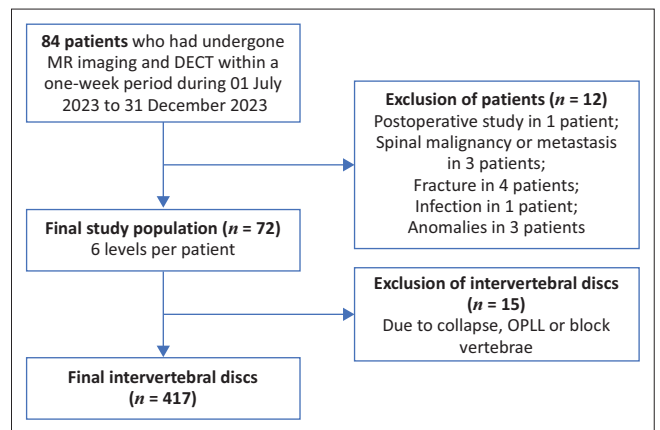 84 patients who had undergone
MR imaging and DECT within a
one-week period during 01 July
2023 to 31 December 2023
Exclusion of patients (n = 12)
Postoperative study in 1 patient;
Spinal malignancy or metastasis
in 3 patients;
Fracture in 4 patients;
Infection in 1 patient;
Anomalies in 3 patients
Final study population (n = 72)
6 levels per patient
Exclusion of intervertebral discs
(n = 15)
Due to collapse, OPLL or block
vertebrae
Final intervertebral discs
(n = 417)